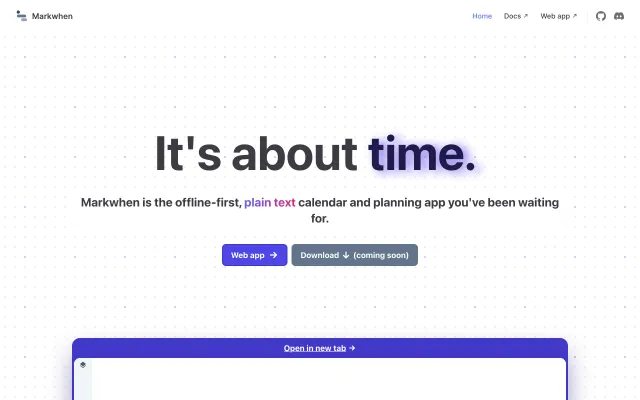 Markwhen
Home
Docs ↗
Web app ↗
It's about time.
Markwhen is the offline-first, plain text calendar and planning app you've been waiting
for.
Web app →
Download ↓ (coming soon)
Open in new tab →